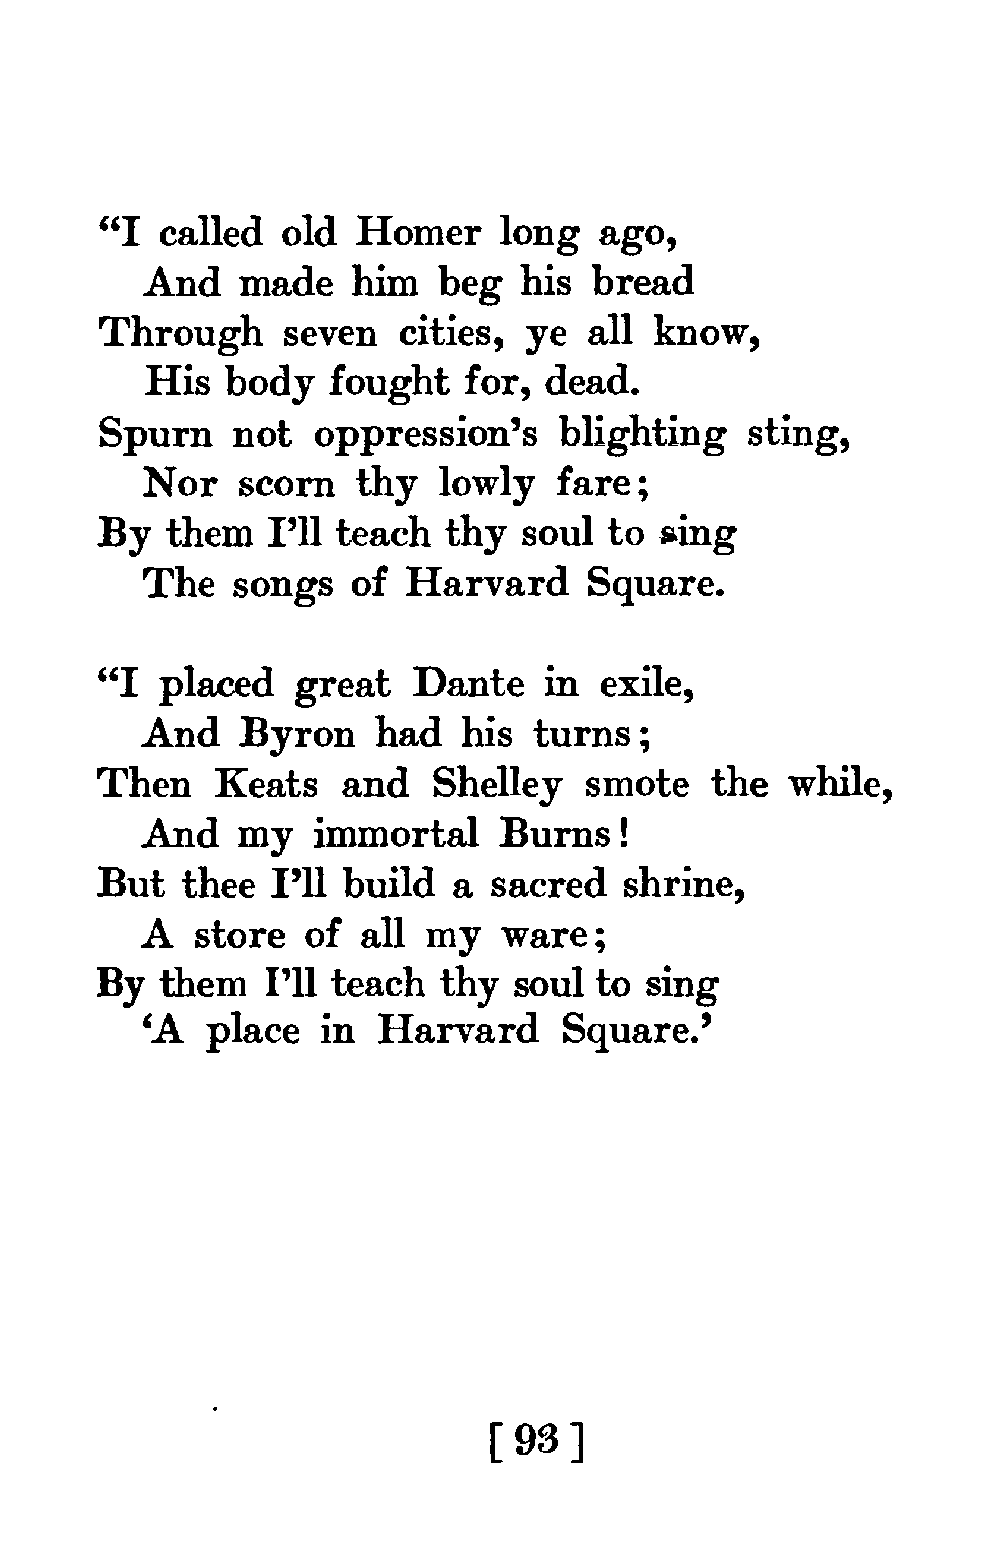 “I called old Homer long ago,
And made him beg his bread
Through seven cities, ye all know,
His body fought for, dead.
Spurn not oppression’s blighting sting,
Nor scorn thy lowly fare;
By them I’ll teach thy soul to sing
The songs of Harvard Square.

“I placed great Dante in exile,
And Byron had his turns;
Then Keats and Shelley smote the while,
And my immortal Burns!
But thee I’ll build a sacred shrine,
A store of all my ware;
By them I’ll teach thy soul to sing
‘A place in Harvard Square.’

[ 93 ]